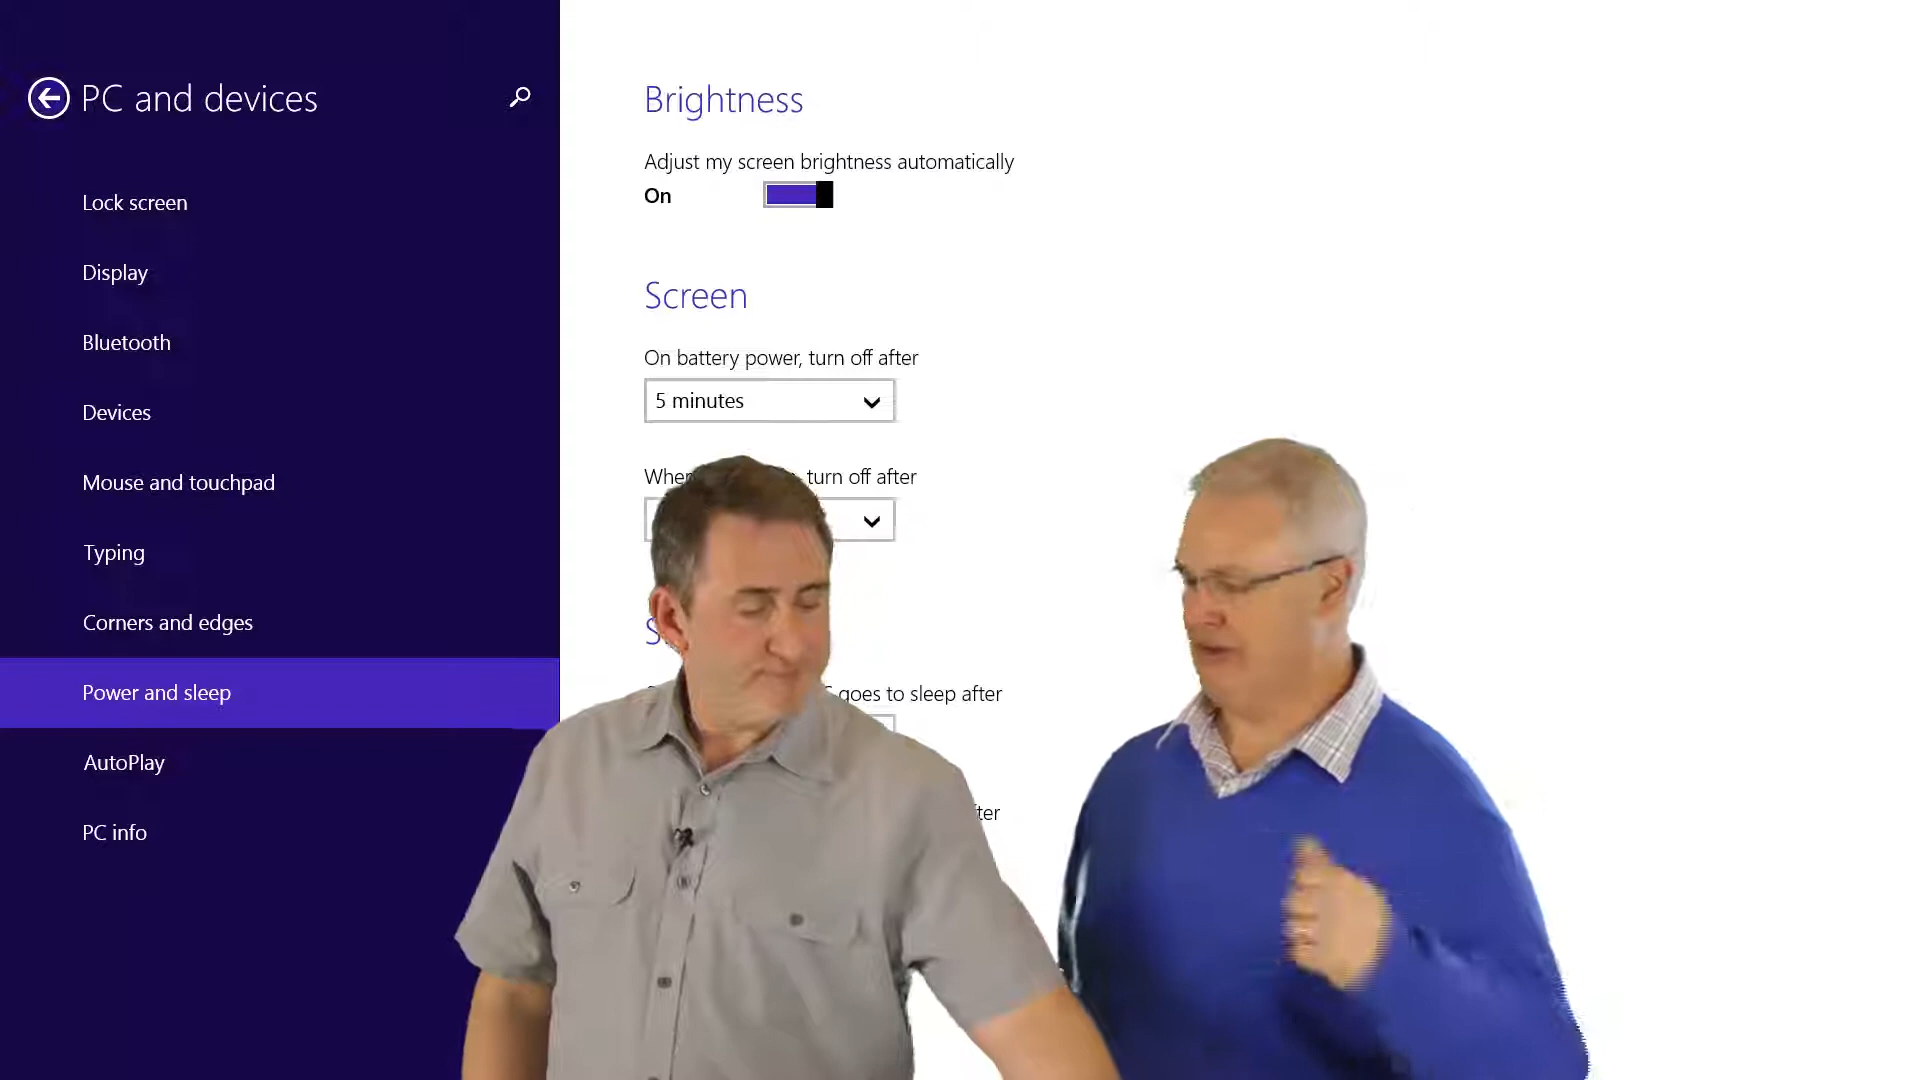 PC and devices
Lock screen
Display
Bluetooth
Devices
Mouse and touchpad
Typing
Corners and edges
Power and sleep
AutoPlay
PC info
Brightness
Adjust my screen brightness automatically
On
Screen
On battery power, turn off after
5 minutes
turn off after
goes to sleep after